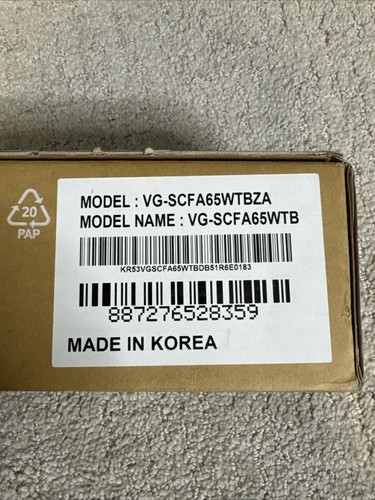 MODEL : VG-SCFA65WTBZA
MODEL NAME : VG-SCFA65WTB
KR53VGSCFA65WTBDB51R6E0183
887276528359
MADE IN KOREA
20
PAP